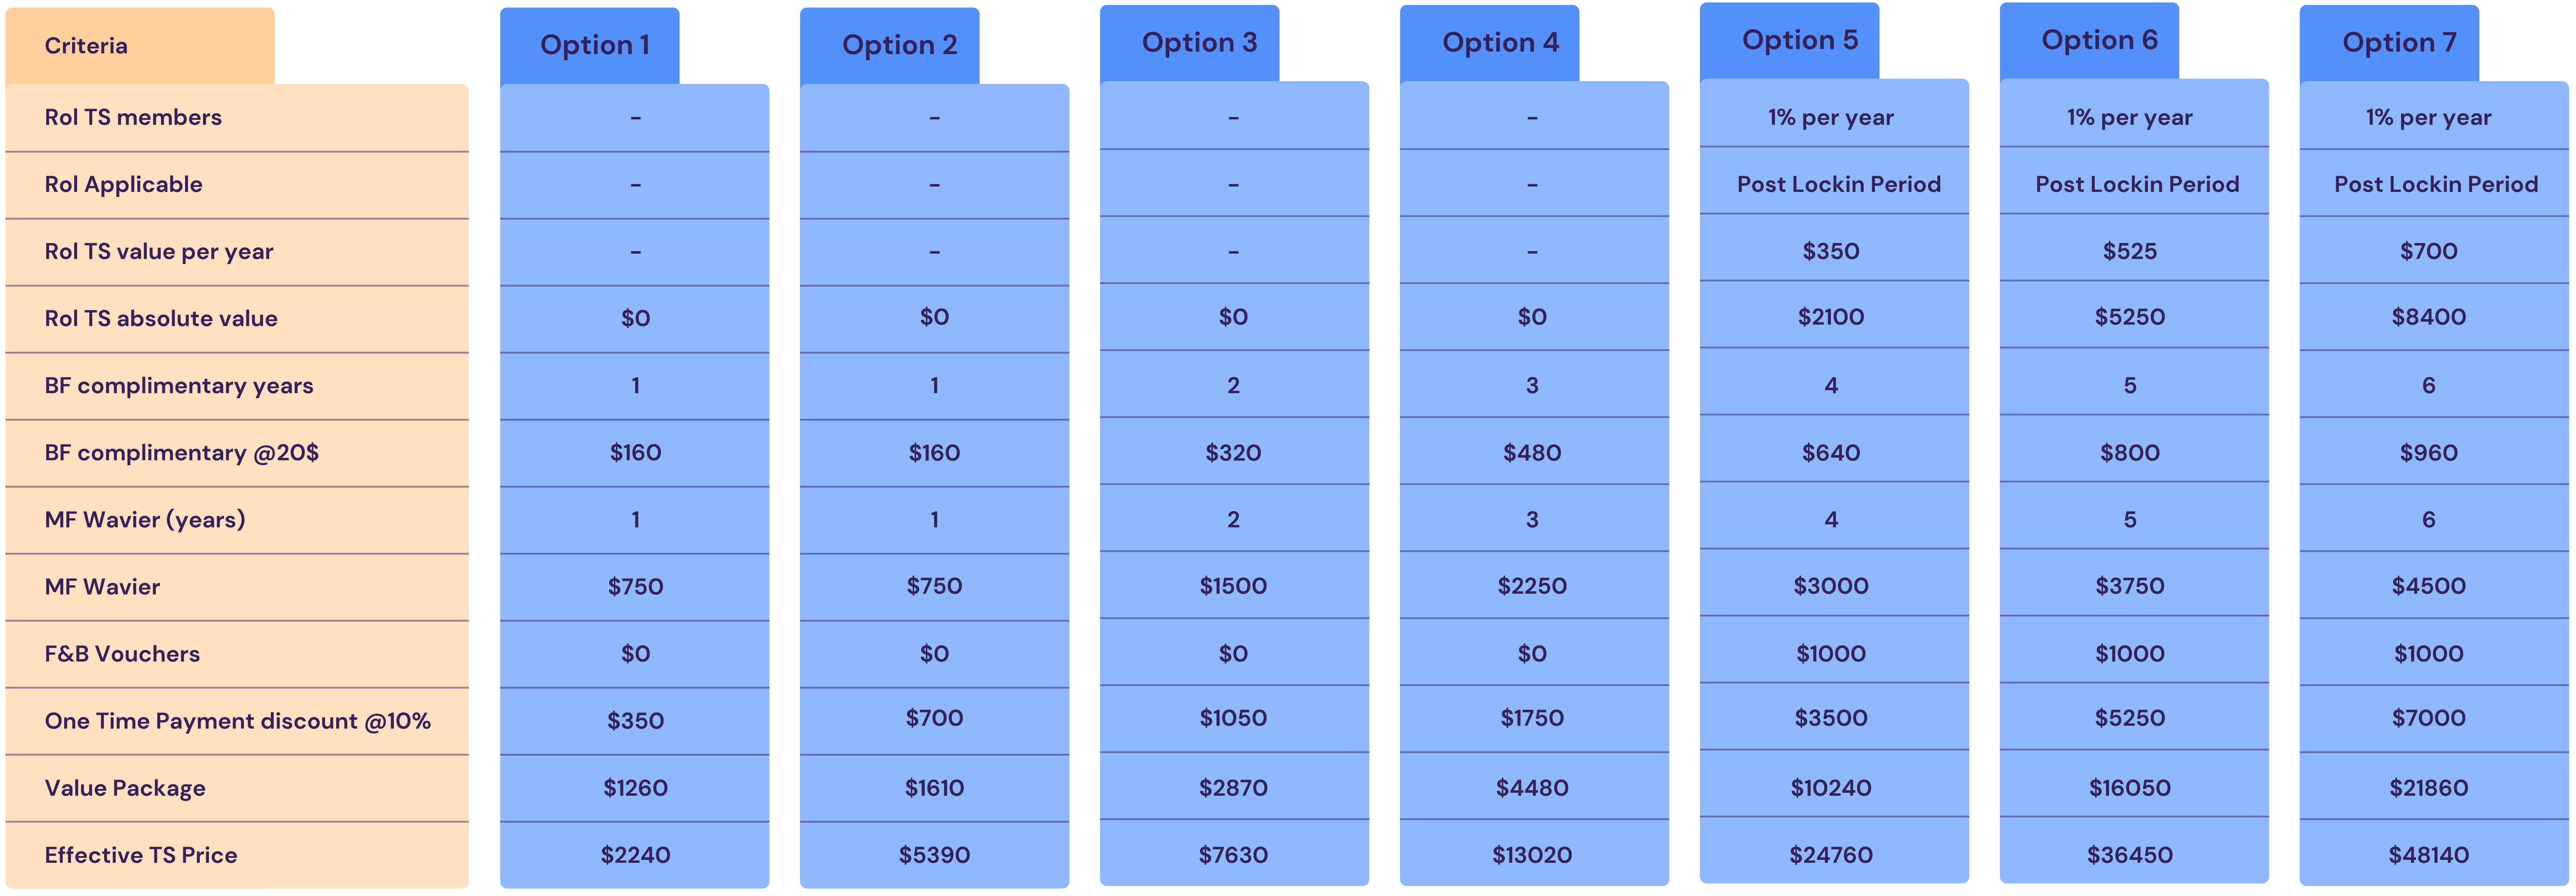 Criteria Option 1 Option 2 Option 3 Option 4 Option 5 Option 6 Option 7
RoI TS members - - - - 1% per year 1% per year 1% per year
RoI Applicable - - - - Post Lockin Period Post Lockin Period Post Lockin Period
RoI TS value per year - - - - $350 $525 $700
RoI TS absolute value $0 $0 $0 $0 $2100 $5250 $8400
BF complimentary years 1 1 2 3 4 5 6
BF complimentary @20$ $160 $160 $320 $480 $640 $800 $960
MF Wavier (years) 1 1 2 3 4 5 6
MF Wavier $750 $750 $1500 $2250 $3000 $3750 $4500
F&B Vouchers $0 $0 $0 $0 $1000 $1000 $1000
One Time Payment discount @10% $350 $700 $1050 $1750 $3500 $5250 $7000
Value Package $1260 $1610 $2870 $4480 $10240 $16050 $21860
Effective TS Price $2240 $5390 $7630 $13020 $24760 $36450 $48140